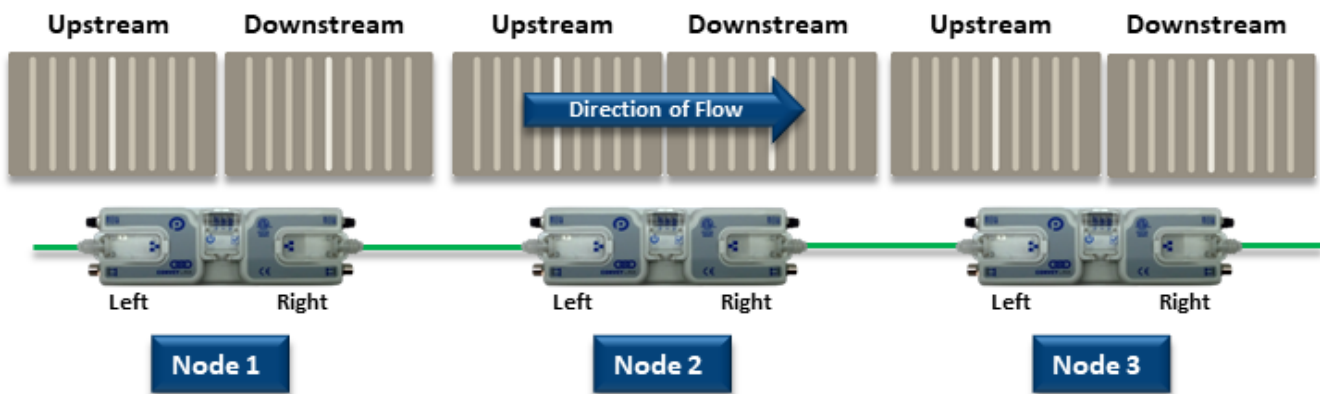 Upstream Downstream Upstream Downstream Upstream Downstream
Direction of Flow
Left Right Left Right Left Right
Node 1 Node 2 Node 3